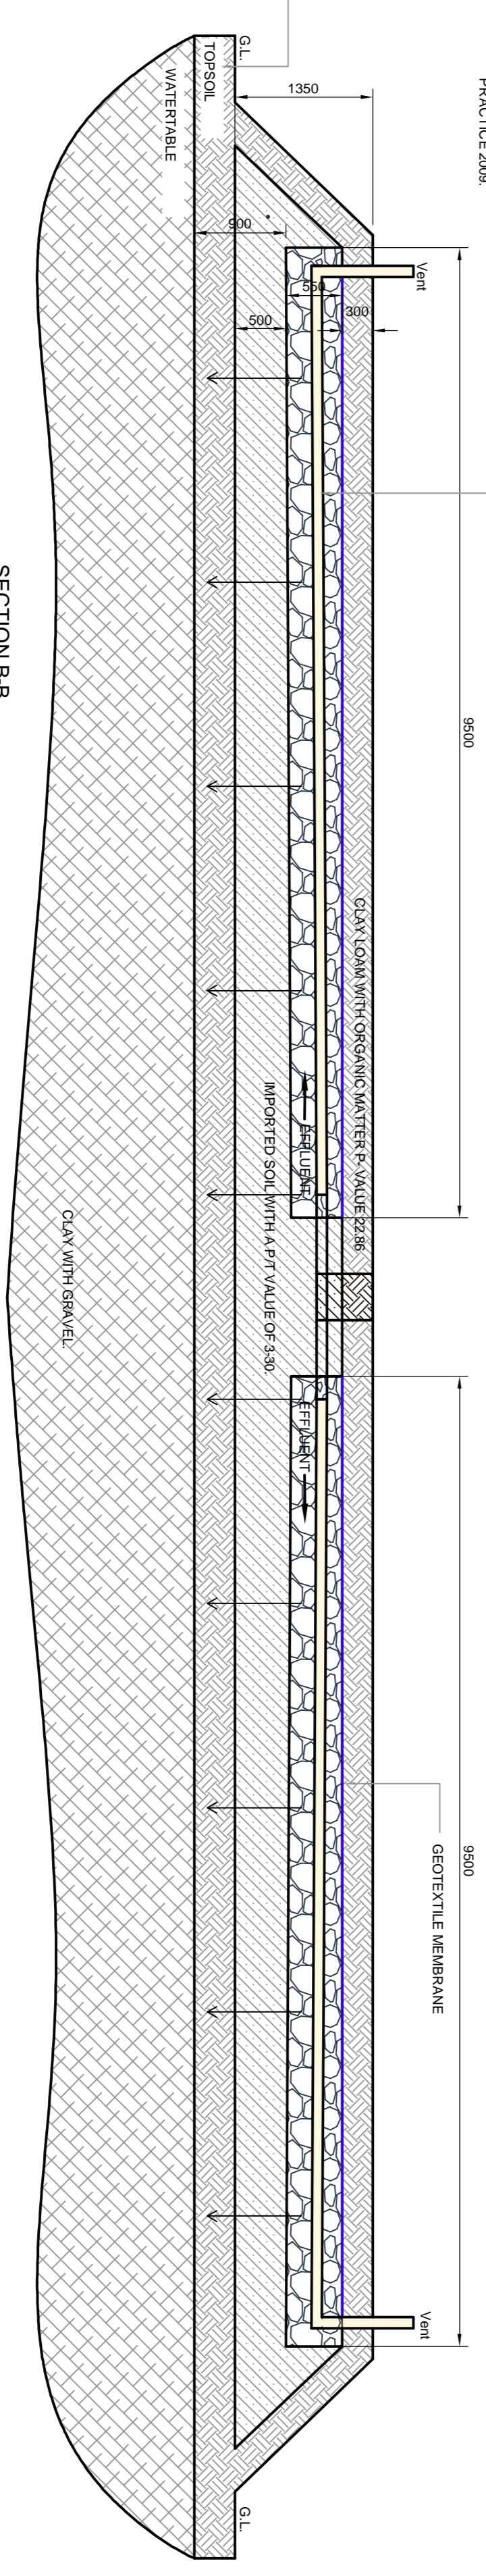 PRACTICE 2009.
9500
9500
GEOTEXTILE MEMBRANE
Vent
Vent
1350
300
CLAY LOAM WITH ORGANIC MATTER P- VALUE 22.86
550
EFFLUENT
EFFLUENT
900
500
IMPORTED SOIL WITH A P/T VALUE OF 3-30.
G.L.
G.L.
TOPSOIL
WATERTABLE
CLAY WITH GRAVEL.
SECTION B-B